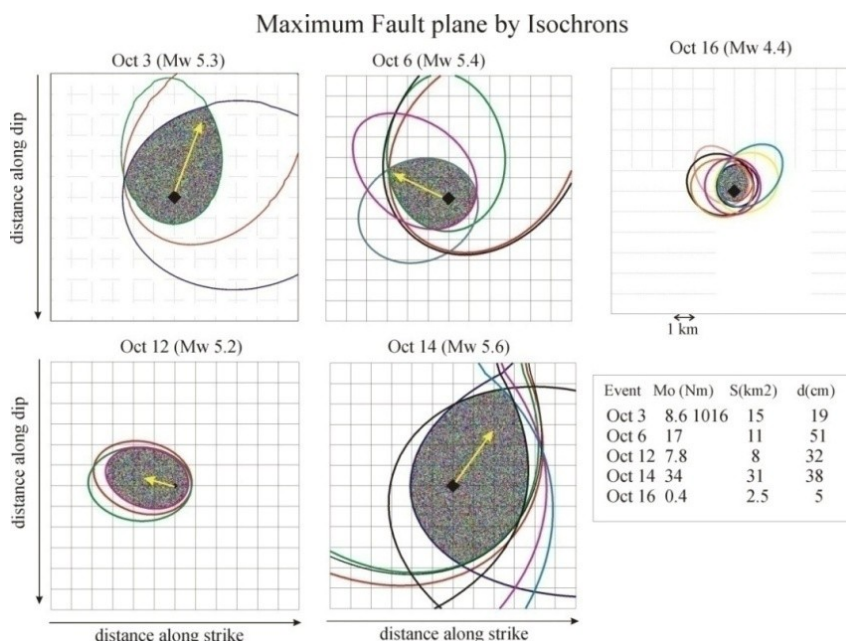 Maximum Fault plane by Isochrons
Oct 3 (Mw 5.3)
Oct 6 (Mw 5.4)
Oct 16 (Mw 4.4)
distance along dip
1 km
Oct 12 (Mw 5.2)
Oct 14 (Mw 5.6)
distance along dip
Event Mo (Nm) S(km2) d(cm)
Oct 3 8.6 1016 15 19
Oct 6 17 11 51
Oct 12 7.8 8 32
Oct 14 34 31 38
Oct 16 0.4 2.5 5
distance along strike
distance along strike